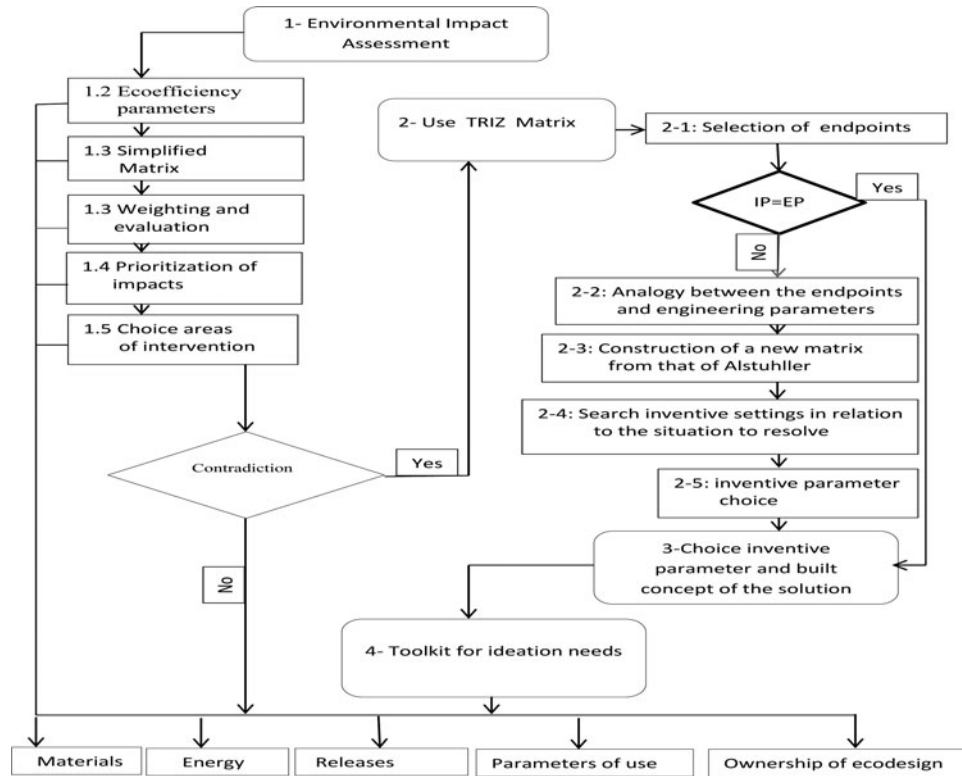 1- Environmental Impact
Assessment
1.2 Ecoefficiency
parameters
1.3 Simplified
Matrix
1.3 Weighting and
evaluation
1.4 Prioritization of
impacts
1.5 Choice areas
of intervention
Contradiction
Yes
No
2- Use TRIZ Matrix
2-1: Selection of endpoints
IP=EP
Yes
No
2-2: Analogy between the endpoints
and engineering parameters
2-3: Construction of a new matrix
from that of Alstuhller
2-4: Search inventive settings in relation
to the situation to resolve
2-5: inventive parameter
choice
3-Choice inventive
parameter and built
concept of the solution
4- Toolkit for ideation needs
Materials
Energy
Releases
Parameters of use
Ownership of ecodesign